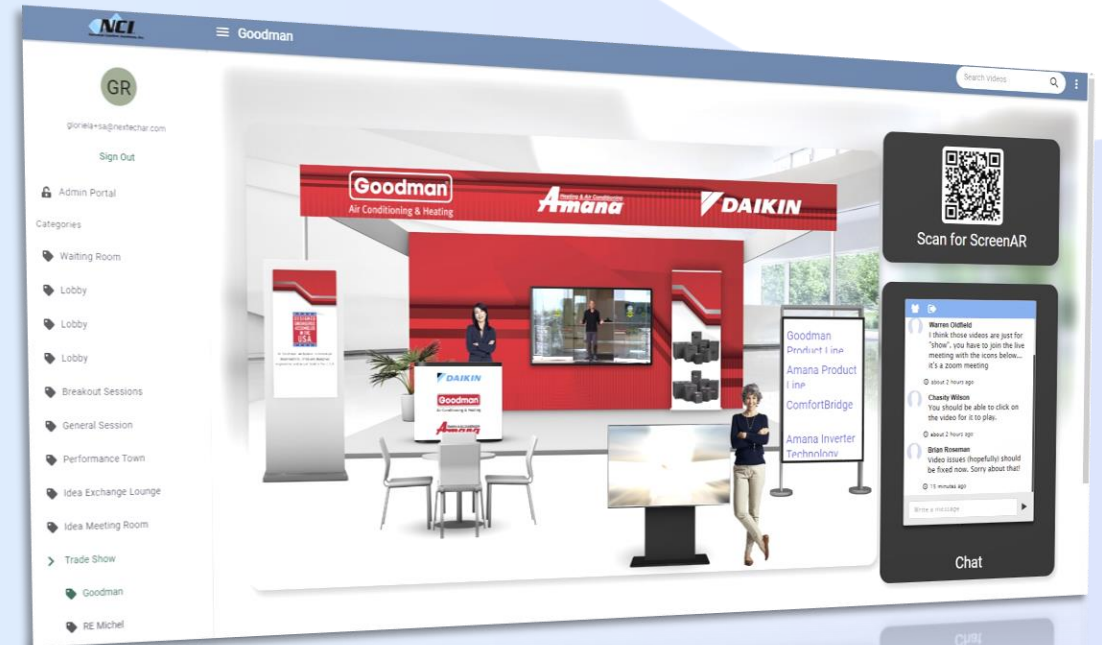 NCI
Goodman
Search Videos
GR
gloriela+sa@nextechar.com
Sign Out
Admin Portal
Categories
Waiting Room
Lobby
Lobby
Lobby
Breakout Sessions
General Session
Performance Town
Idea Exchange Lounge
Idea Meeting Room
Trade Show
Goodman
RE Michel
Goodman
Air Conditioning & Heating
Heating & Air Conditioning
Amana
DAIKIN
IN THE
USA
DAIKIN
Goodman
Air Conditioning & Heating
Amana
Goodman
Product Line
Amana Product
Line
ComfortBridge
Amana Inverter
Technology
Scan for ScreenAR
Warren Oldfield
I think those videos are just for
"show". you have to join the live
meeting with the icons below...
it's a zoom meeting
about 2 hours ago
Chasity Wilson
You should be able to click on
the video for it to play.
about 2 hours ago
Brian Roseman
Video issues (hopefully) should
be fixed now. Sorry about that!
15 minutes ago
Write a message
Chat